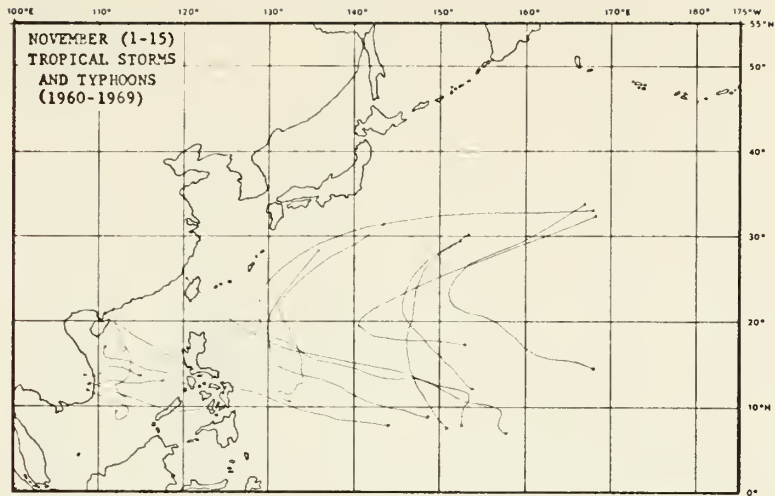 100°E 110° 120° 130° 140° 150° 160°E 170° 180° 175°W
55°N
NOVEMBER (1-15)
TROPICAL STORMS
AND TYPHOONS
(1960-1969)
50°
40°
30°
20°
10°N
0°